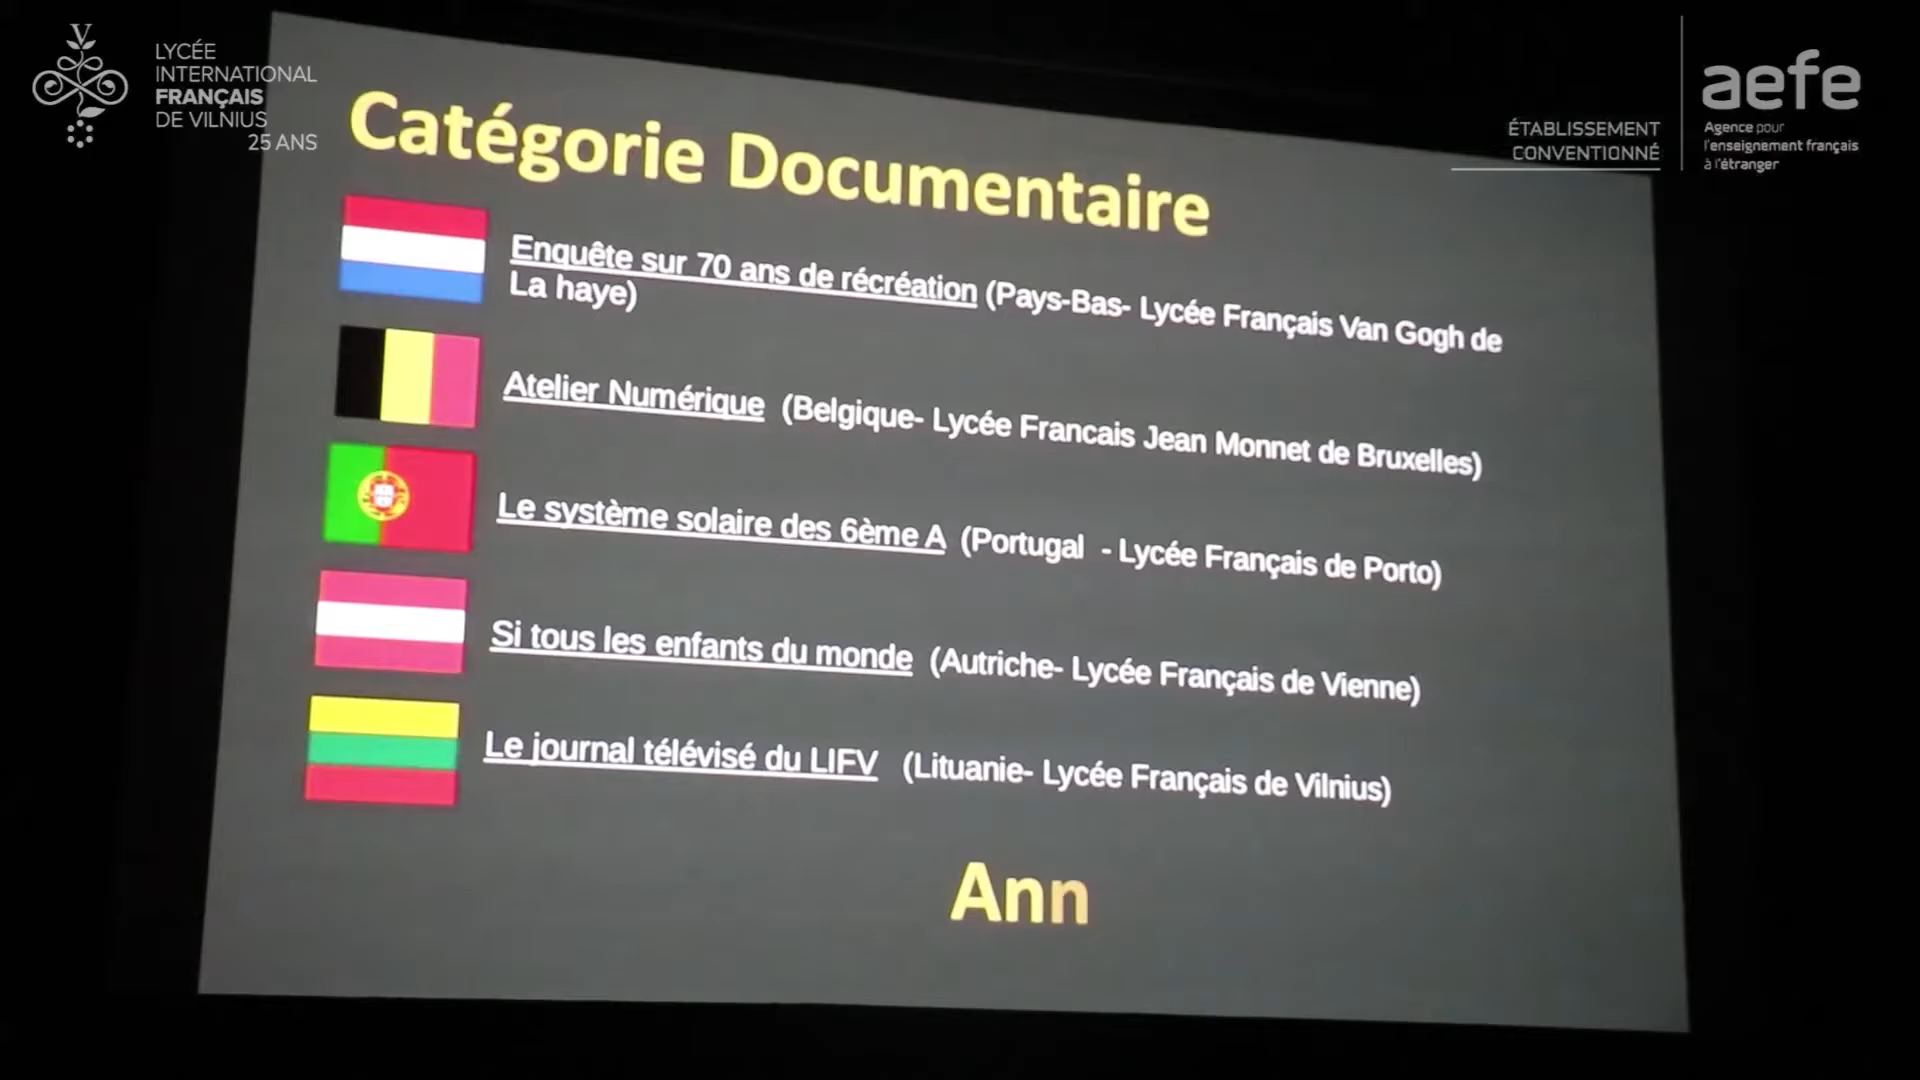 LYCÉE
INTERNATIONAL
FRANÇAIS
DE VILNIUS
25 ANS
ÉTABLISSEMENT
CONVENTIONNÉ
aefe
Agence pour
l'enseignement français
à l'étranger
Catégorie Documentaire
Enquête sur 70 ans de récréation (Pays-Bas- Lycée Français Van Gogh de
La haye)
Atelier Numérique (Belgique- Lycée Francais Jean Monnet de Bruxelles)
Le système solaire des 6ème A (Portugal - Lycée Français de Porto)
Si tous les enfants du monde (Autriche- Lycée Français de Vienne)
Le journal télévisé du LIFV (Lituanie- Lycée Français de Vilnius)
Ann